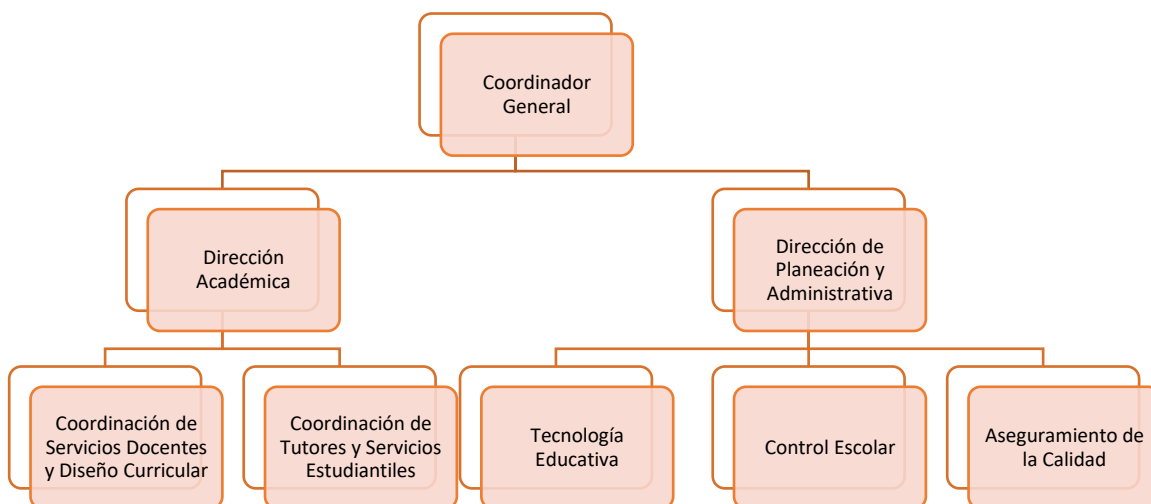 Coordinador
General
Dirección
Académica
Dirección de
Planeación y
Administrativa
Coordinación de
Servicios Docentes
y Diseño Curricular
Coordinación de
Tutores y Servicios
Estudiantiles
Tecnología
Educativa
Control Escolar
Aseguramiento de
la Calidad